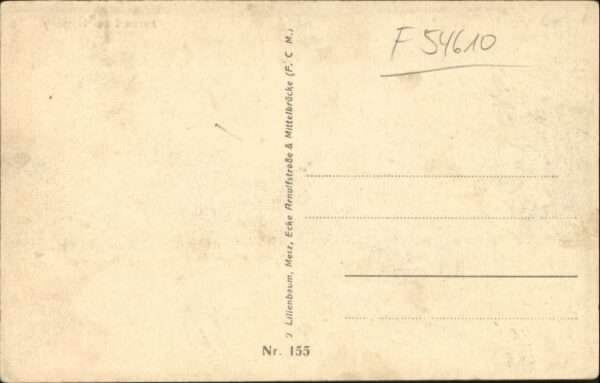 F 54610
Lilienbaum, Metz, Ecke Arnulfstraße & Mittelbrücke (F. C. M.)
Nr. 155